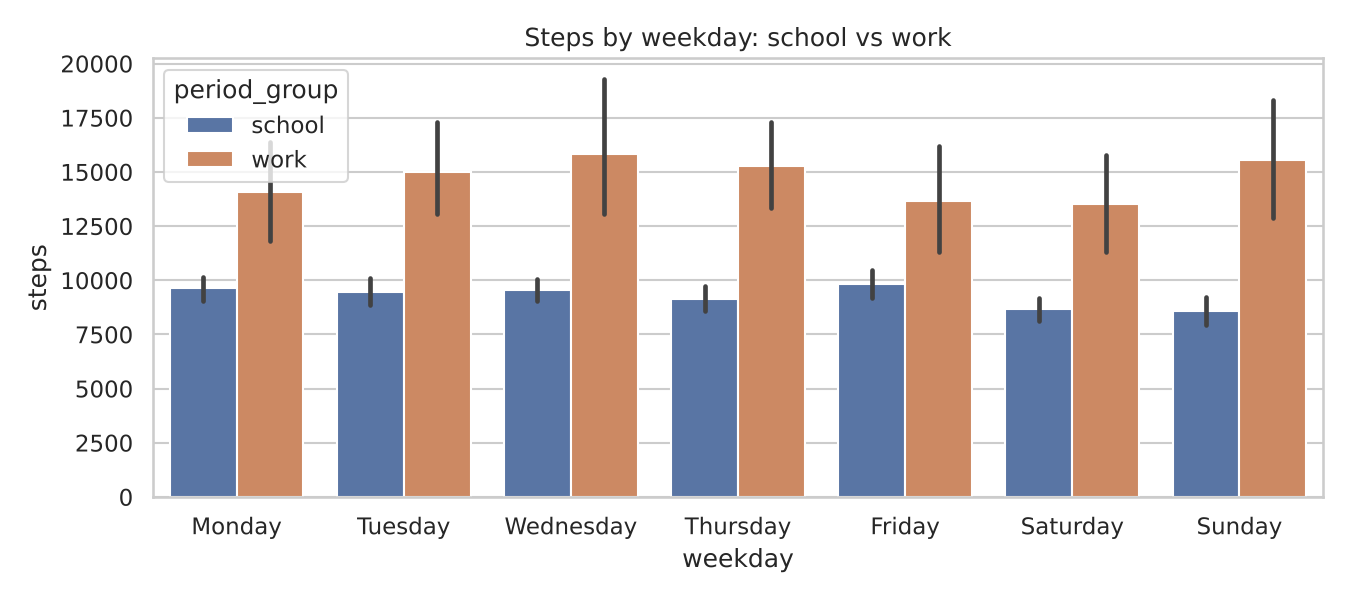 Steps by weekday: school vs work
period_group
school
work
steps
20000
17500
15000
12500
10000
7500
5000
2500
0
Monday Tuesday Wednesday Thursday Friday Saturday Sunday
weekday